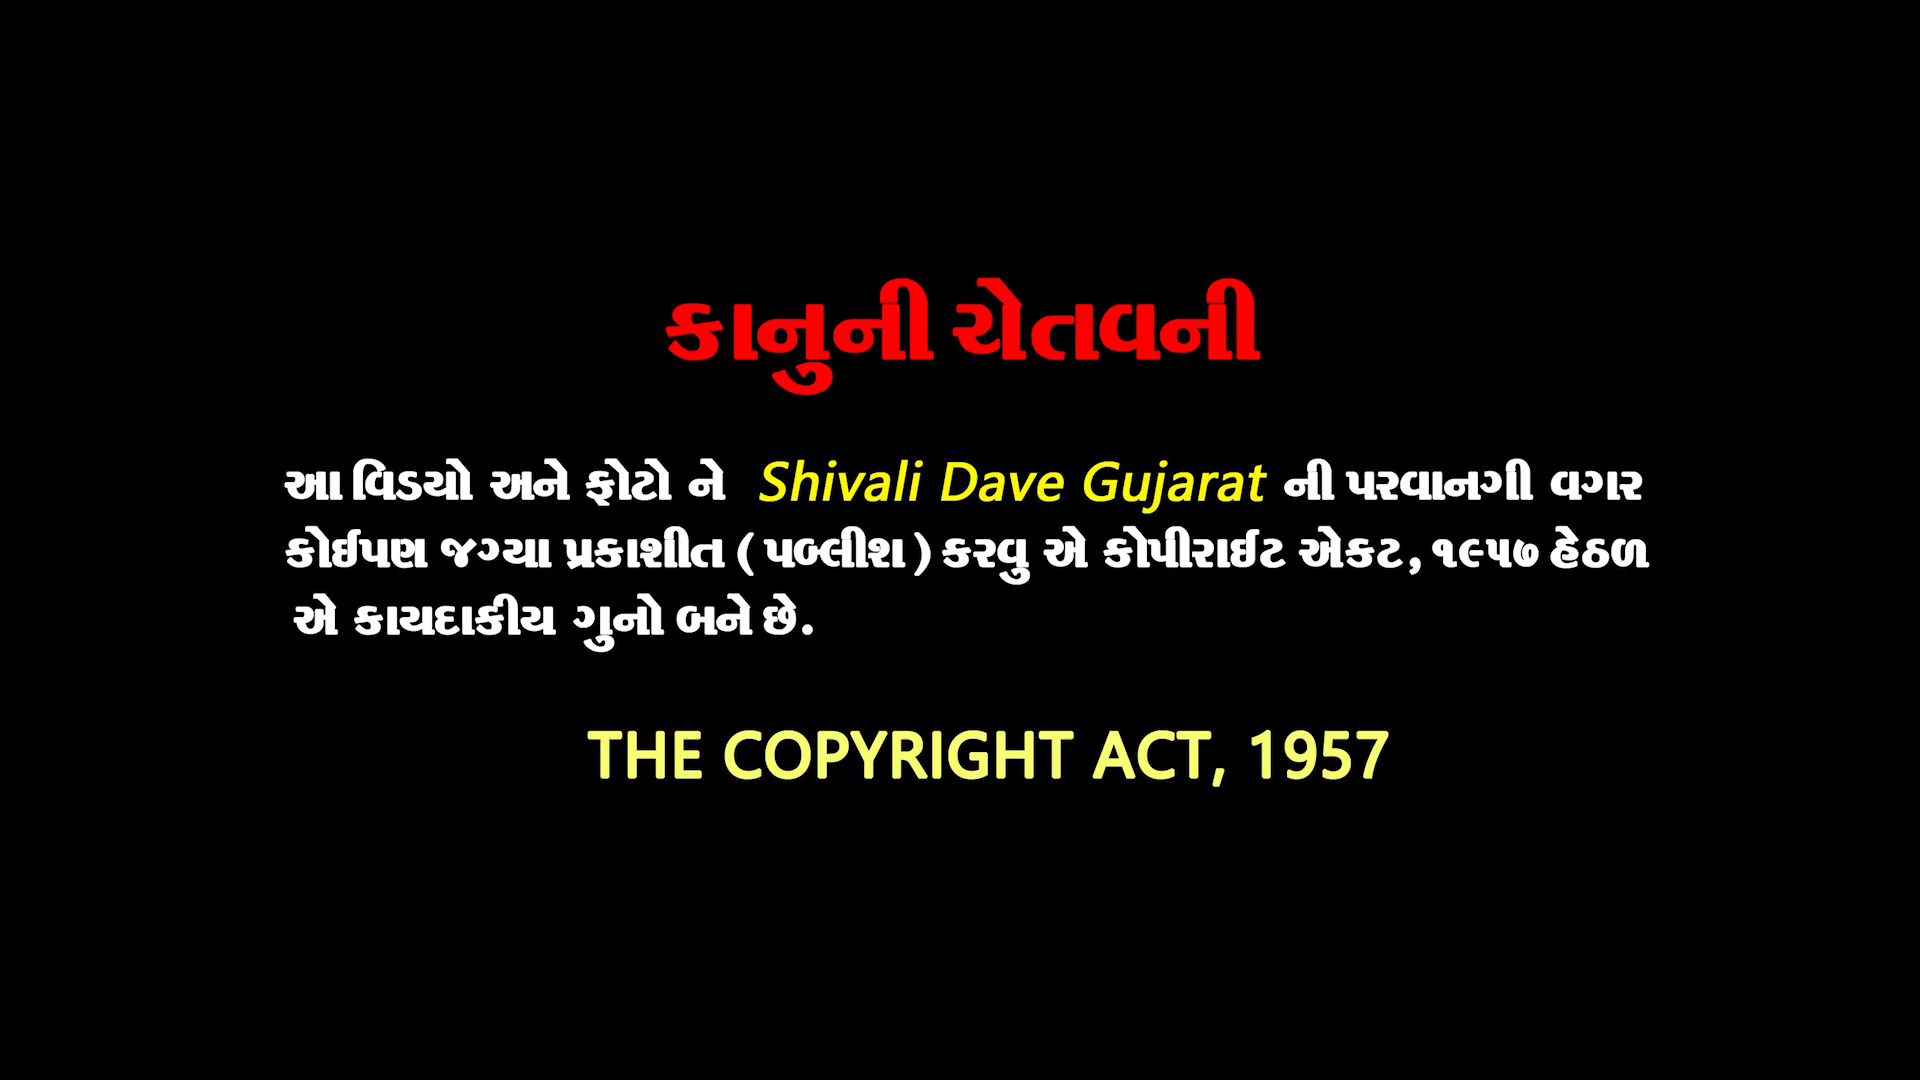 કાનુની ચેતવની
આ વિડયો અને ફોટો ને Shivali Dave Gujarat ની પરવાનગી વગર
કોઈપણ જગ્યા પ્રકાશીત ( પબ્લીશ ) કરવુ એ કોપીરાઈટ એકટ, ૧૯૫૭ હેઠળ
એ કાયદાકીય ગુનો બને છે.
THE COPYRIGHT ACT, 1957